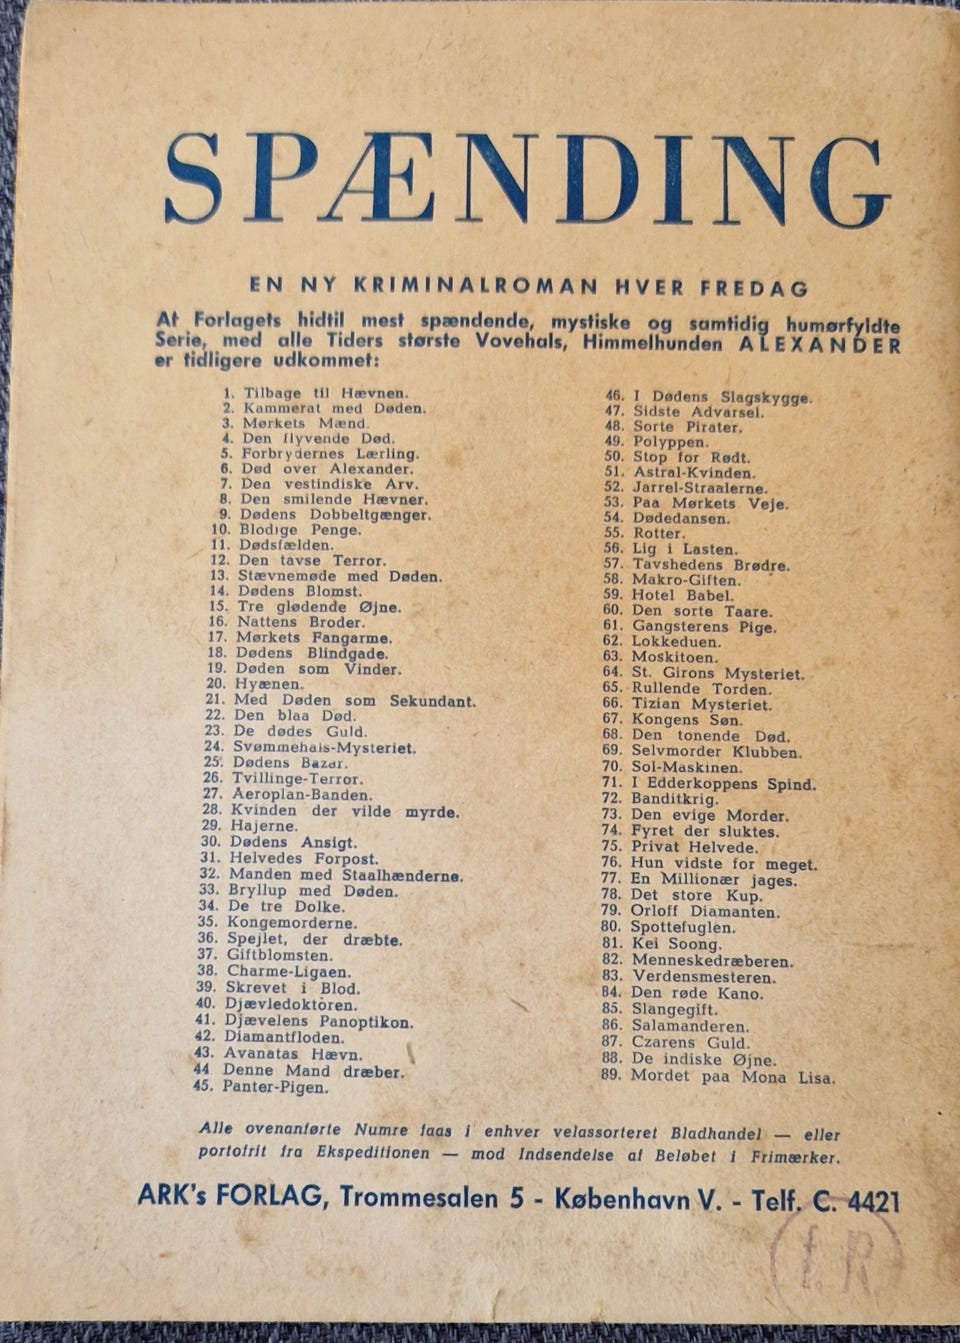 SPÆNDING
EN NY KRIMINALROMAN HVER FREDAG
Af Forlagets hidtil mest spændende, mystiske og samtidig humørfyldte
Serie, med alle Tiders største Vovehals, Himmelhunden ALEXANDER
er tidligere udkommet:
1. Tilbage til Hævnen.
2. Kammerat med Døden.
3. Mørkets Mænd.
4. Den flyvende Død.
5. Forbrydernes Lærling.
6. Død over Alexander.
7. Den vestindiske Arv.
8. Den smilende Hævner.
9. Dødens Dobbeltgænger.
10. Blodige Penge.
11. Dødsfælden.
12. Den tavse Terror.
13. Stævnemøde med Døden.
14. Dødens Blomst.
15. Tre glødende Øjne.
16. Nattens Broder.
17. Mørkets Fangarme.
18. Dødens Blindgade.
19. Døden som Vinder.
20. Hyænen.
21. Med Døden som Sekundant.
22. Den blaa Død.
23. De dødes Guld.
24. Svømmehals-Mysteriet.
25. Dødens Bazar.
26. Tvillinge-Terror.
27. Aeroplan-Banden.
28. Kvinden der vilde myrde.
29. Hajerne.
30. Dødens Ansigt.
31. Helvedes Forpost.
32. Manden med Staalhænderne.
33. Bryllup med Døden.
34. De tre Dolke.
35. Kongemorderne.
36. Spejlet, der dræbte.
37. Giftblomsten.
38. Charme-Ligaen.
39. Skrevet i Blod.
40. Djævledoktoren.
41. Djævelens Panoptikon.
42. Diamantfloden.
43. Avanatas Hævn.
44 Denne Mand dræber.
45. Panter-Pigen.
46. I Dødens Slagskygge.
47. Sidste Advarsel.
48. Sorte Pirater.
49. Polyppen.
50. Stop for Rødt.
51. Astral-Kvinden.
52. Jarrel-Straalerne.
53. Paa Mørkets Veje.
54. Dødedansen.
55. Rotter.
56. Lig i Lasten.
57. Tavshedens Brødre.
58. Makro-Giften.
59. Hotel Babel.
60. Den sorte Taare.
61. Gangsterens Pige.
62. Lokkeduen.
63. Moskitoen.
64. St. Girons Mysteriet.
65. Rullende Torden.
66. Tizian Mysteriet.
67. Kongens Søn.
68. Den tonende Død.
69. Selvmorder Klubben.
70. Sol-Maskinen.
71. I Edderkoppens Spind.
72. Banditkrig.
73. Den evige Morder.
74. Fyret der sluktes.
75. Privat Helvede.
76. Hun vidste for meget.
77. En Millionær jages.
78. Det store Kup.
79. Orloff Diamanten.
80. Spottefuglen.
81. Kei Soong.
82. Menneskedræberen.
83. Verdensmesteren.
84. Den røde Kano.
85. Slangegift.
86. Salamanderen.
87. Czarens Guld.
88. De indiske Øjne.
89. Mordet paa Mona Lisa.
Alle ovenanførte Numre faas i enhver velassorteret Bladhandel — eller
portofrit fra Ekspeditionen — mod Indsendelse af Beløbet i Frimærker.
ARK's FORLAG, Trommesalen 5 - København V. - Telf. C. 4421